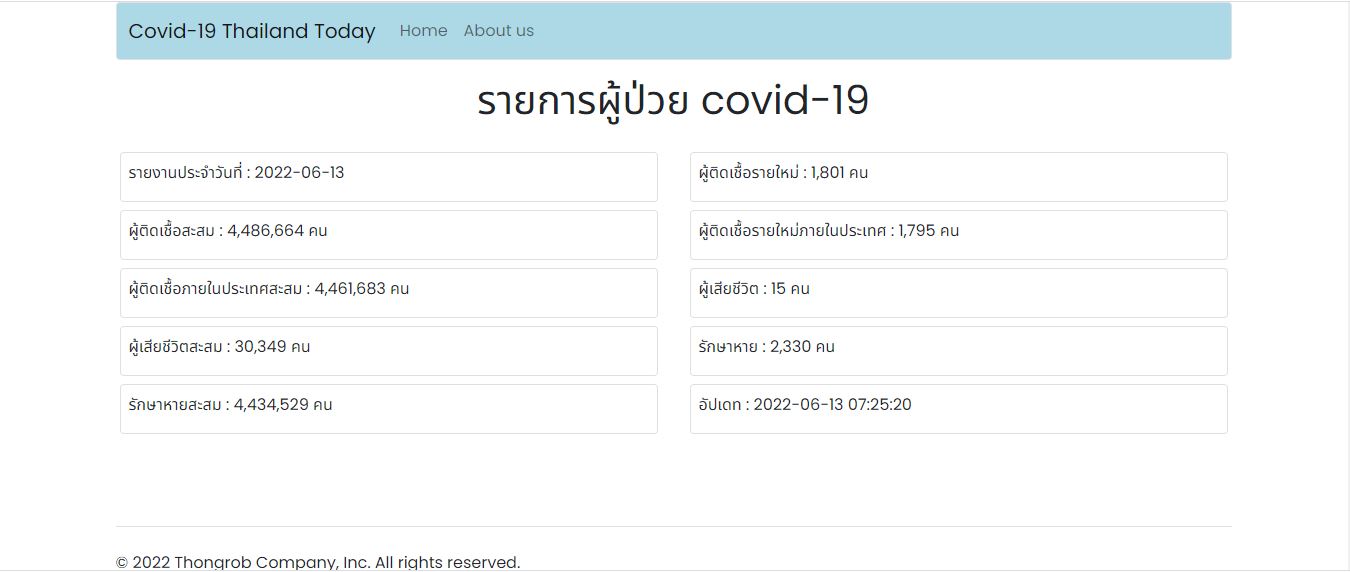 Covid-19 Thailand Today Home About us
รายการผู้ป่วย covid-19
รายงานประจำวันที่ : 2022-06-13
ผู้ติดเชื้อรายใหม่ : 1,801 คน
ผู้ติดเชื้อสะสม : 4,486,664 คน
ผู้ติดเชื้อรายใหม่ภายในประเทศ : 1,795 คน
ผู้ติดเชื้อภายในประเทศสะสม : 4,461,683 คน
ผู้เสียชีวิต : 15 คน
ผู้เสียชีวิตสะสม : 30,349 คน
รักษาหาย : 2,330 คน
รักษาหายสะสม : 4,434,529 คน
อัปเดท : 2022-06-13 07:25:20
© 2022 Thongrob Company, Inc. All rights reserved.